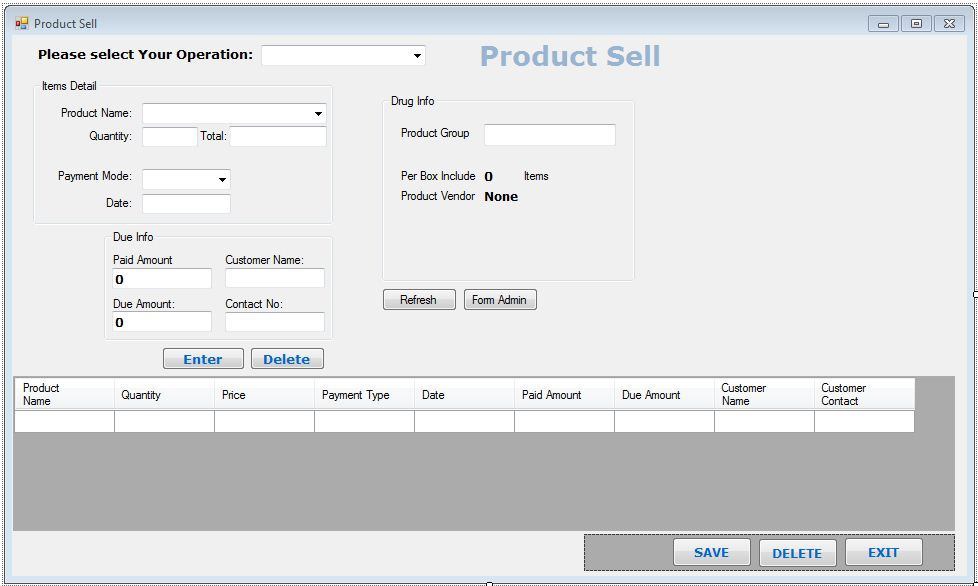 Product Sell
Please select Your Operation:
Product Sell
Items Detail
Product Name:
Quantity: Total:
Payment Mode:
Date:
Drug Info
Product Group
Per Box Include 0 Items
Product Vendor None
Due Info
Paid Amount Customer Name:
0
Due Amount: Contact No:
0
Refresh Form Admin
Enter Delete
Product Name Quantity Price Payment Type Date Paid Amount Due Amount Customer Name Customer Contact
SAVE DELETE EXIT